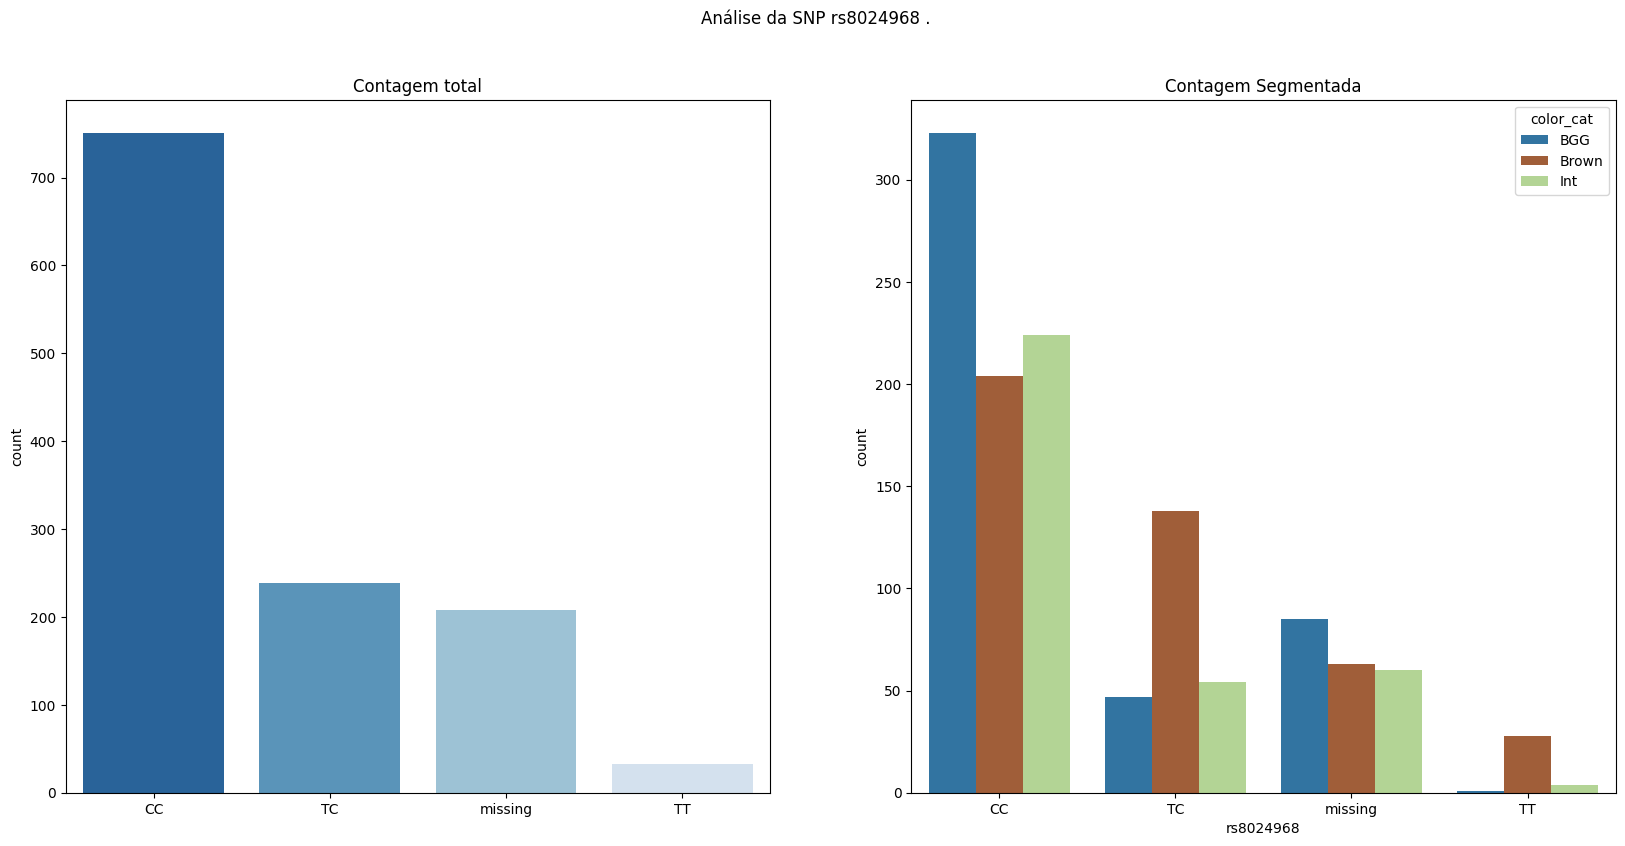 Análise da SNP rs8024968 .
Contagem total
count
700
600
500
400
300
200
100
0
CC
TC
missing
TT
Contagem Segmentada
color_cat
BGG
Brown
Int
count
300
250
200
150
100
50
0
CC
TC
missing
TT
rs8024968